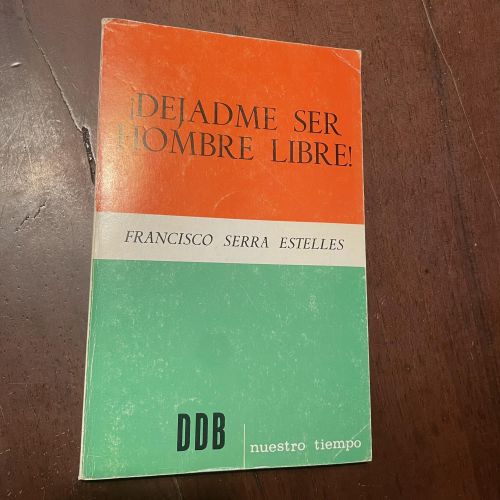 ¡DEJADME SER
HOMBRE LIBRE!
FRANCISCO SERRA ESTELLES
DDB
nuestro tiempo